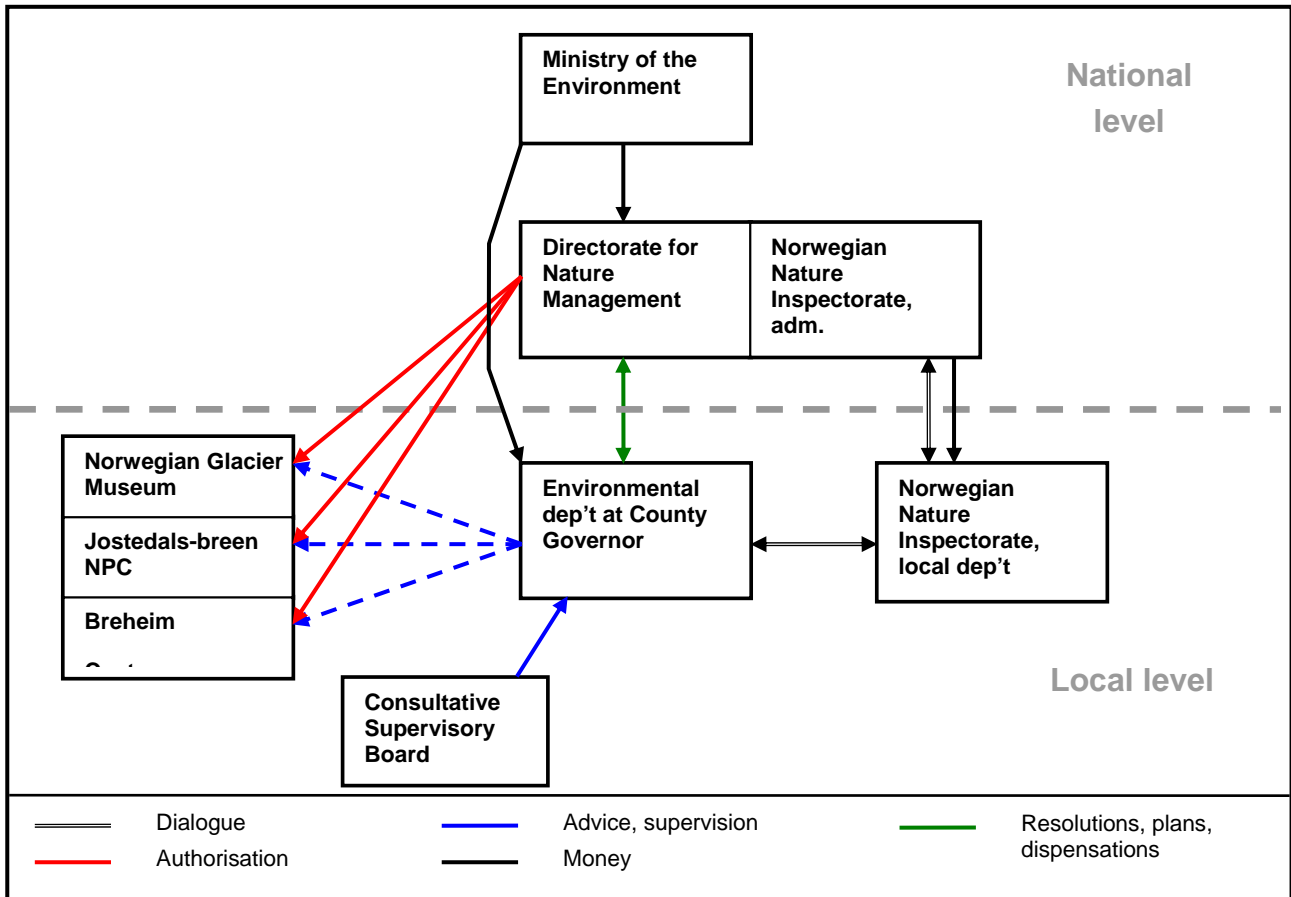 Ministry of the
Environment
National
level
Directorate for
Nature
Management
Norwegian
Nature
Inspectorate,
adm.
Norwegian Glacier
Museum
Jostedals-breen
NPC
Breheim
Environmental
dep't at County
Governor
Norwegian
Nature
Inspectorate,
local dep't
Consultative
Supervisory
Board
Local level
Dialogue
Authorisation
Advice, supervision
Money
Resolutions, plans,
dispensations